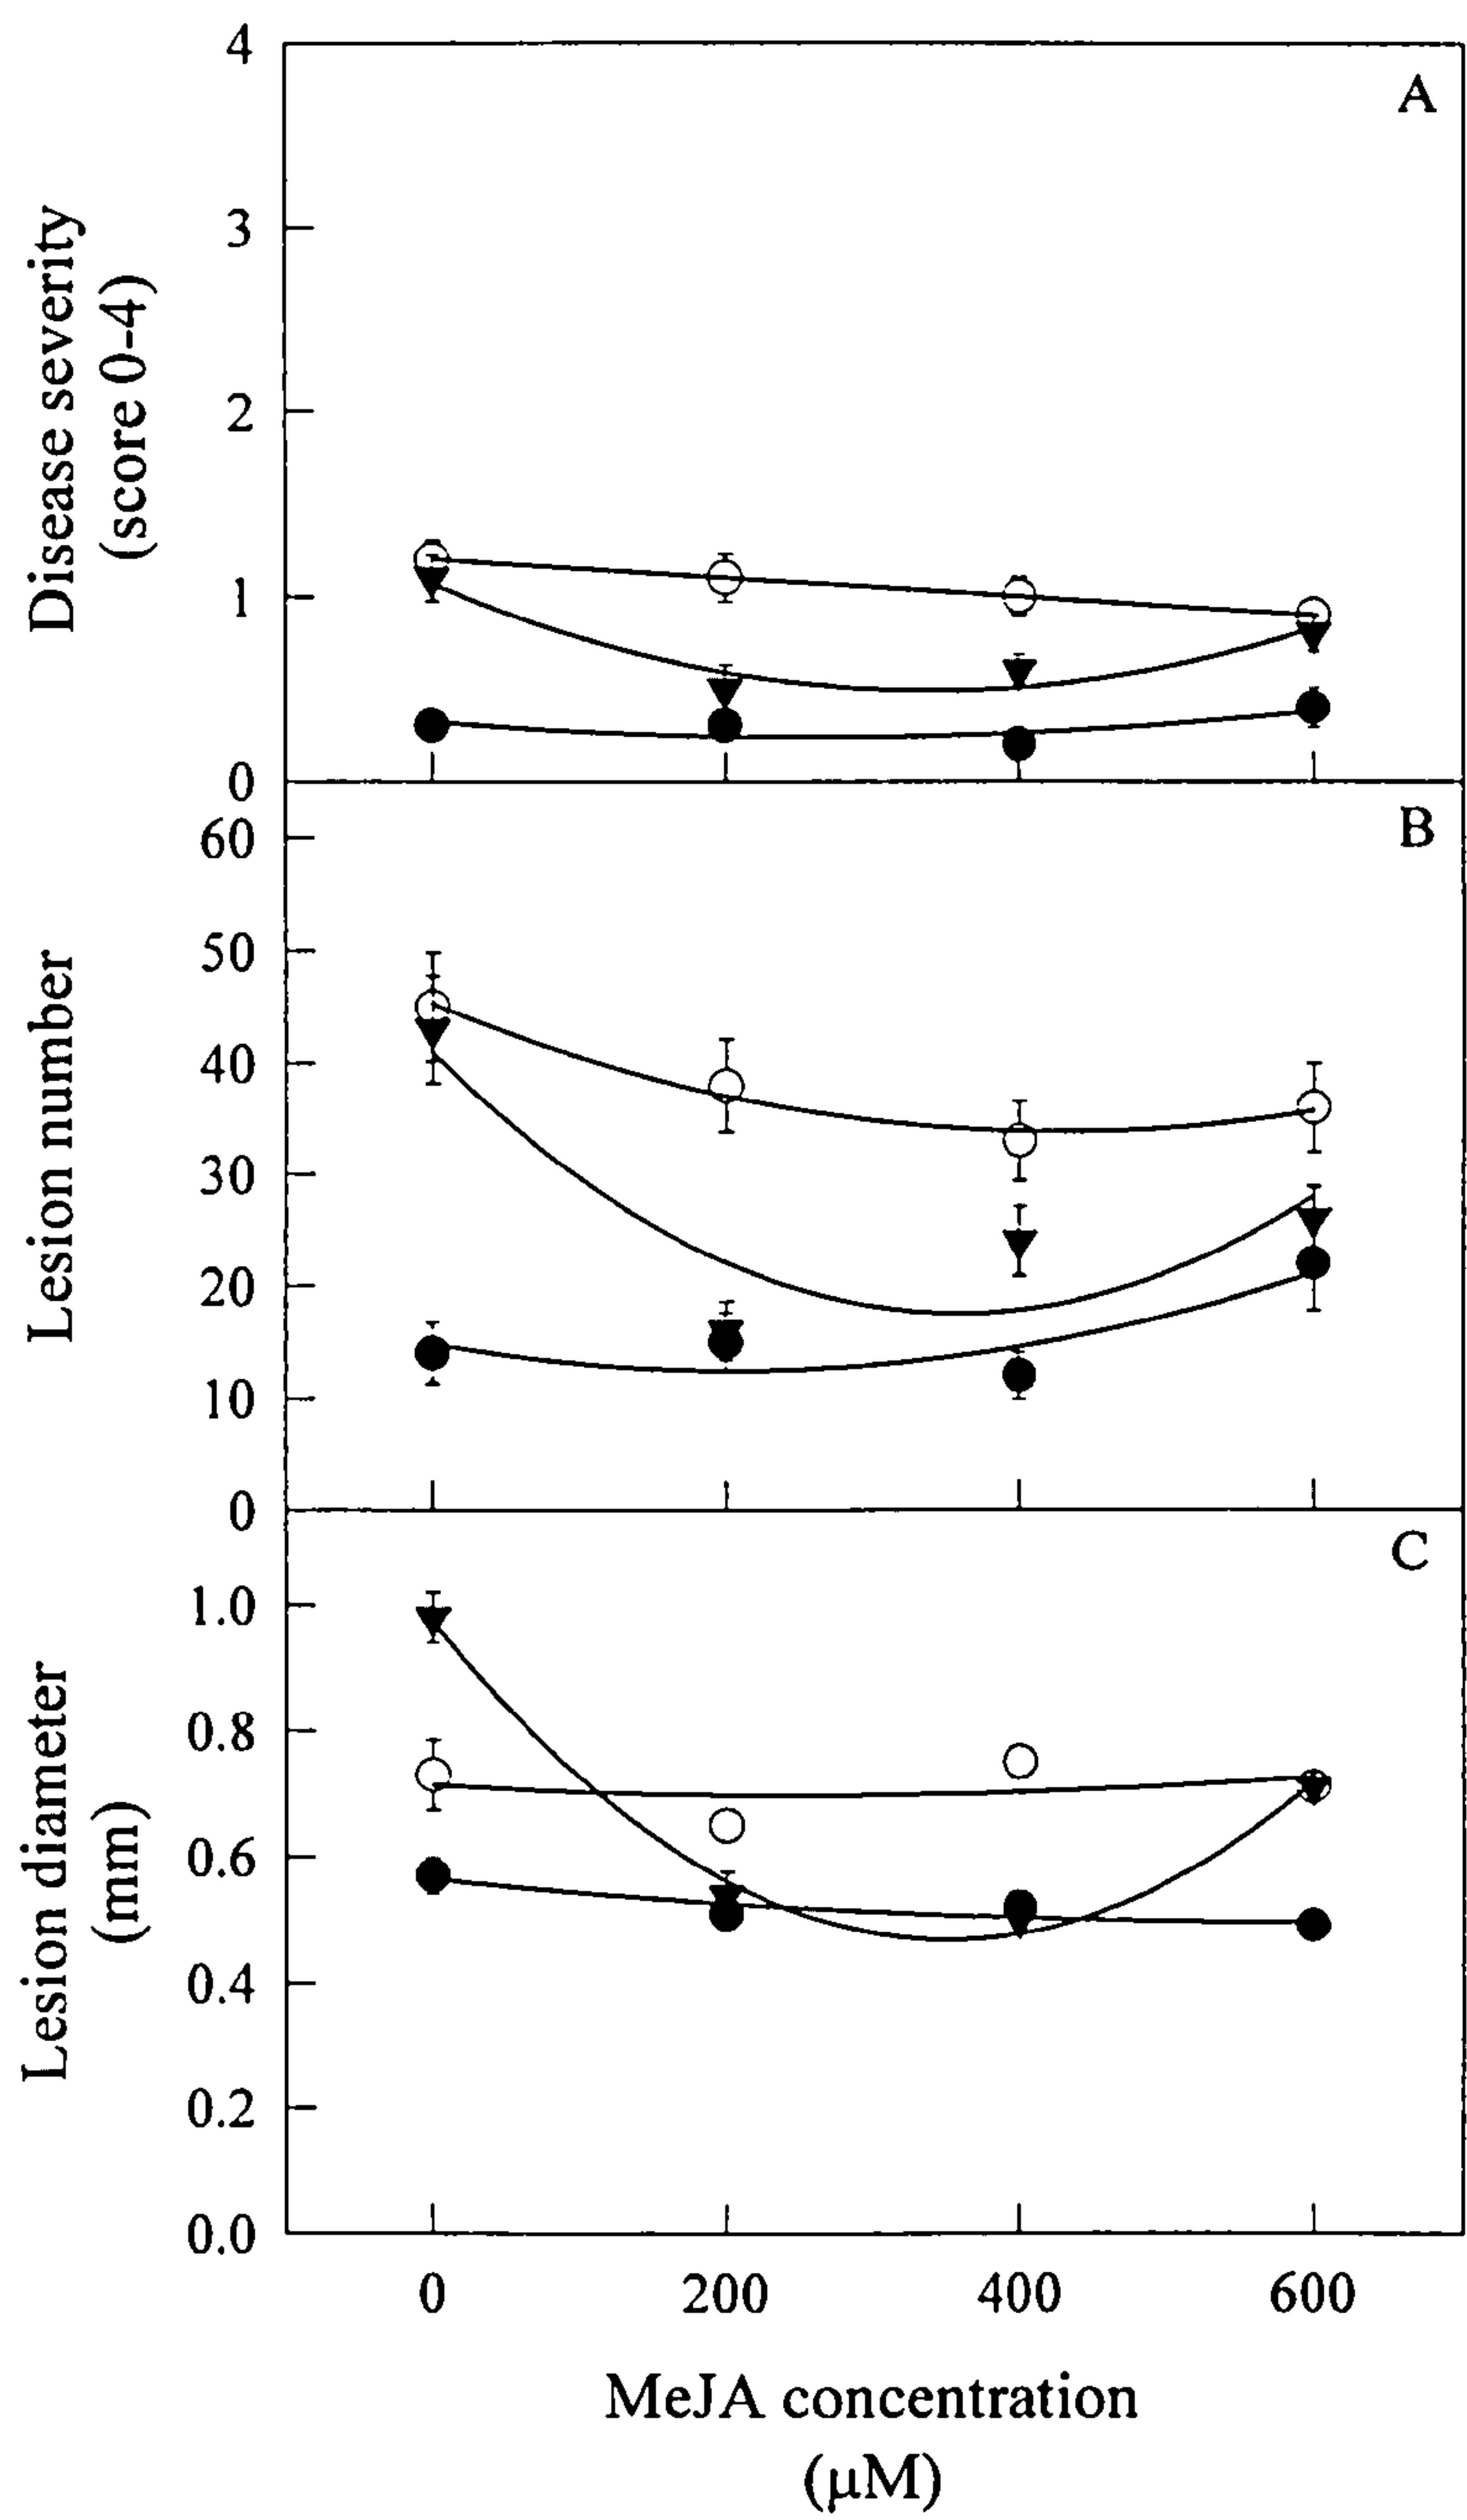 A
Disease severity
(score 0-4)
4
3
2
1
0
B
Lesion number
60
50
40
30
20
10
0
C
Lesion diameter
(mm)
1.0
0.8
0.6
0.4
0.2
0.0
0 200 400 600
MeJA concentration
(μM)